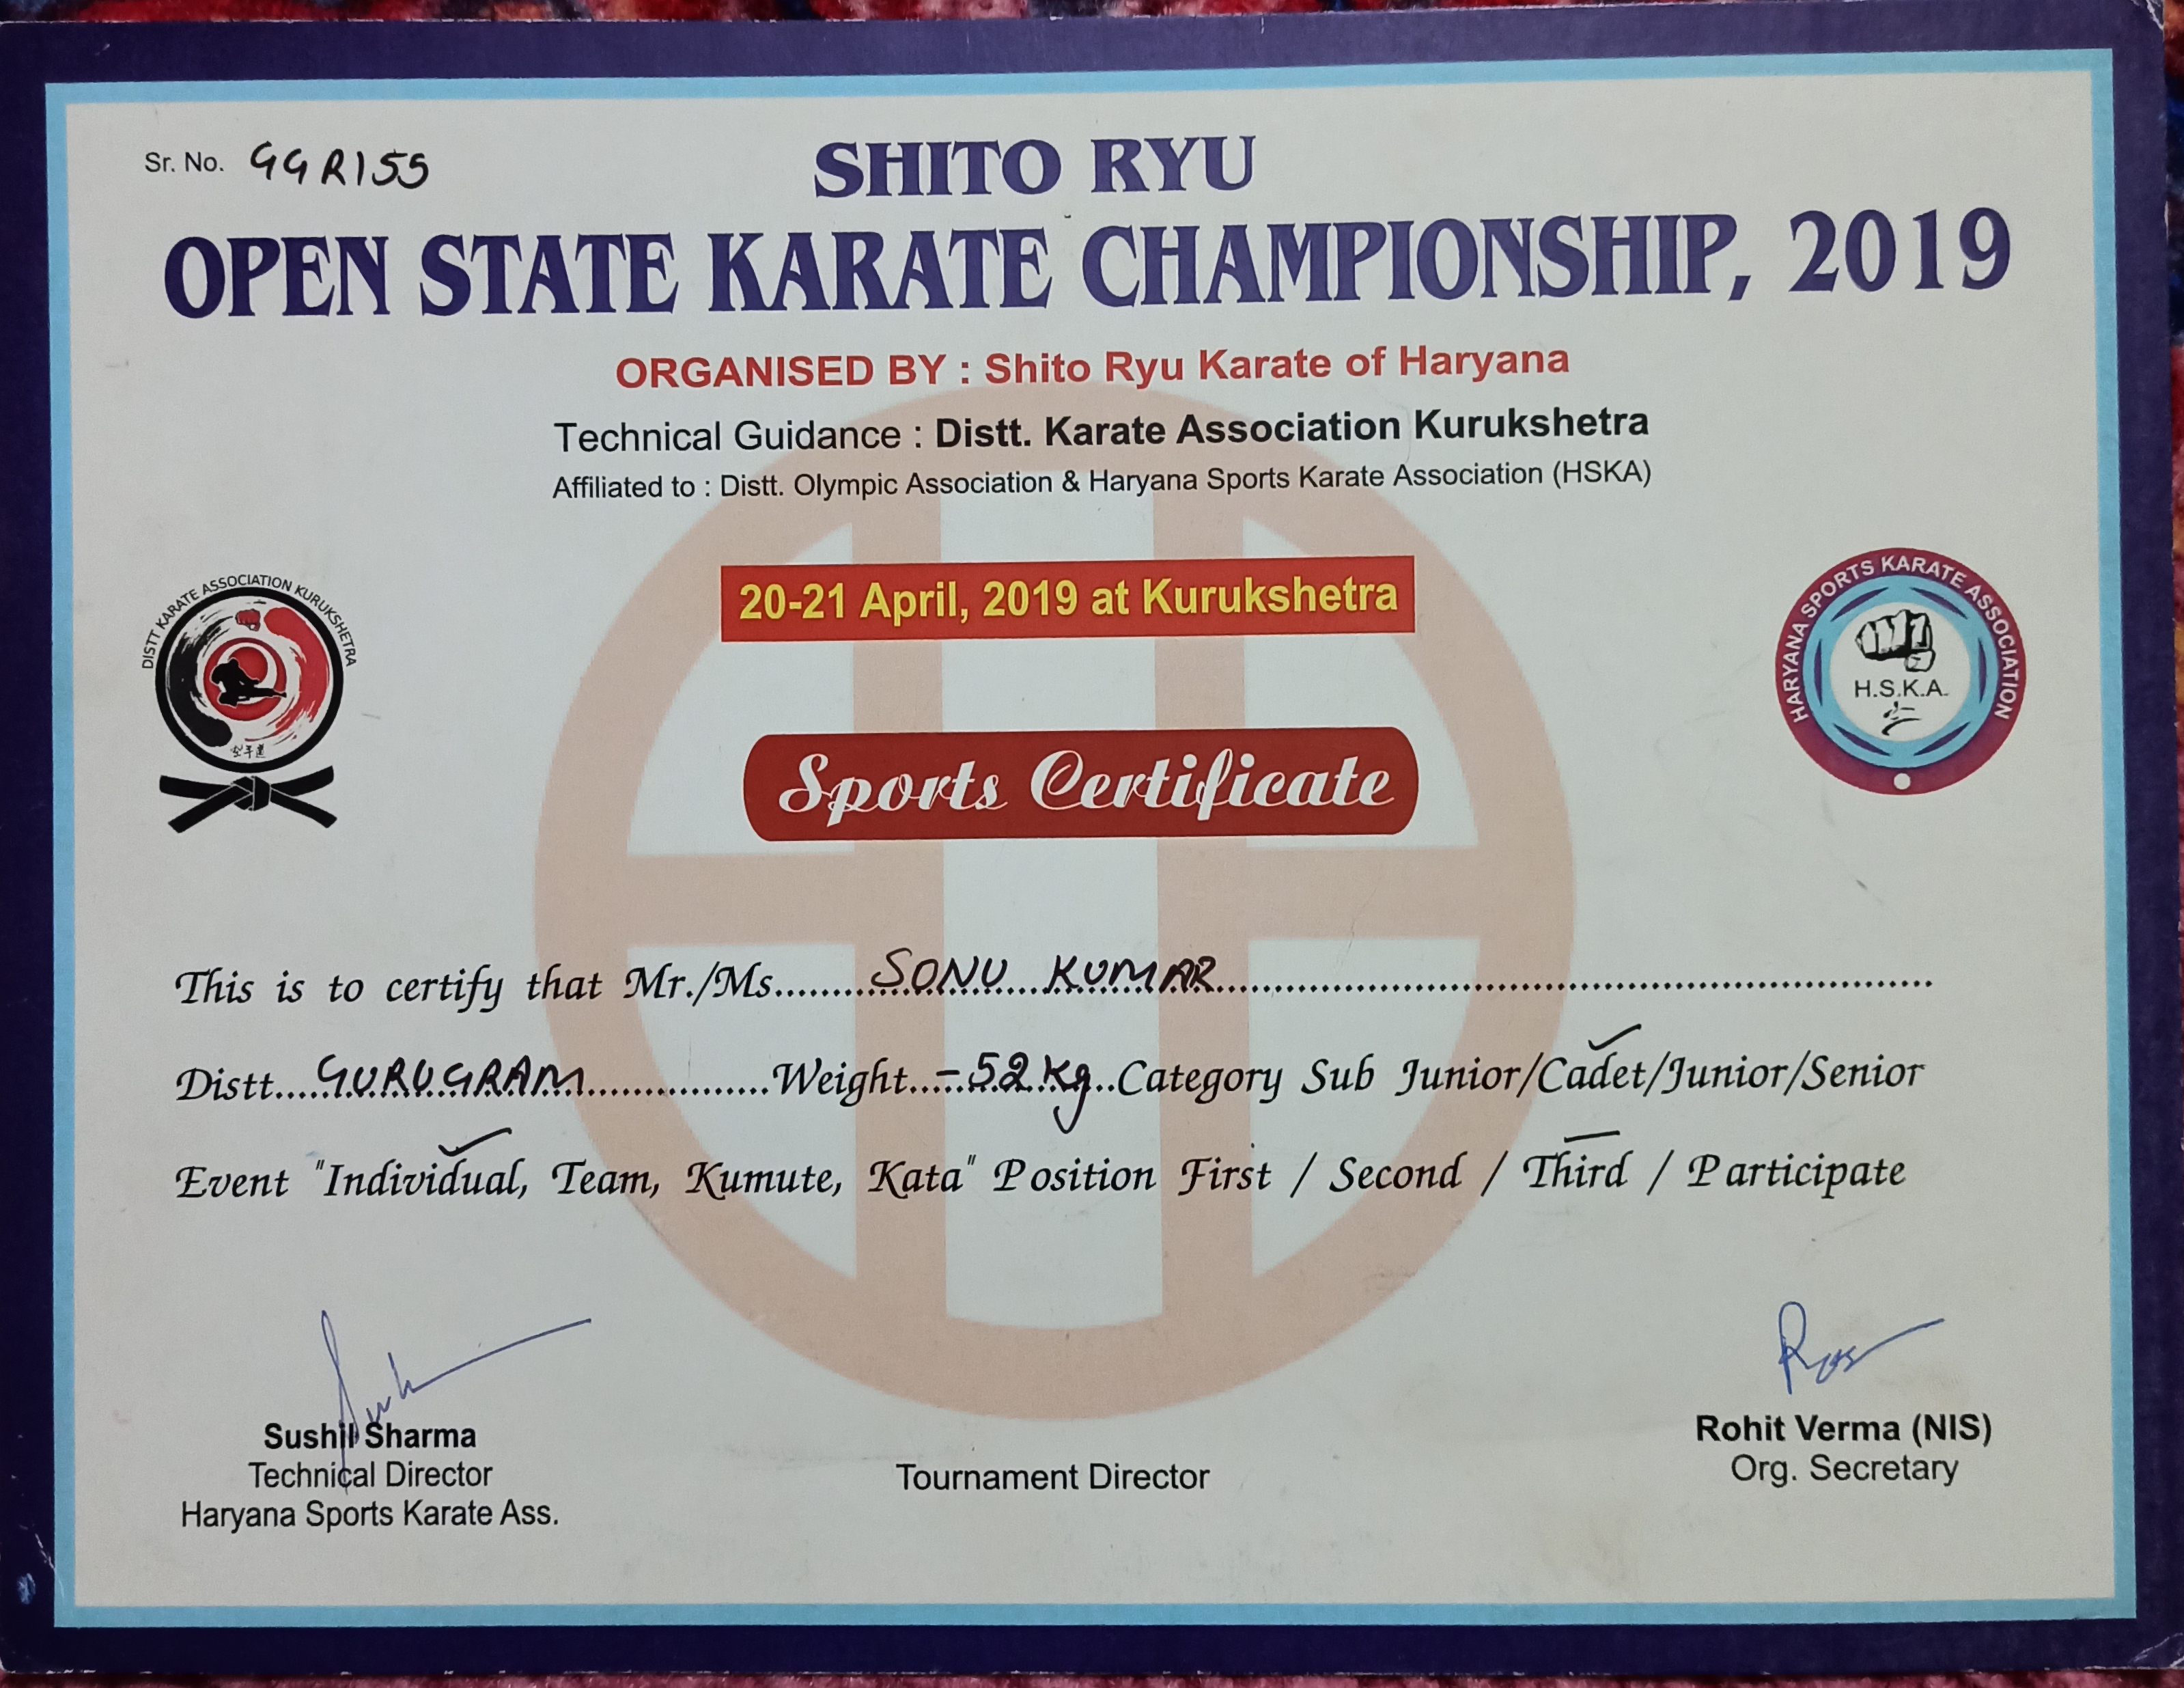 Sr. No. GGR155
SHITO RYU
OPEN STATE KARATE CHAMPIONSHIP, 2019
ORGANISED BY : Shito Ryu Karate of Haryana
Technical Guidance : Distt. Karate Association Kurukshetra
Affiliated to : Distt. Olympic Association & Haryana Sports Karate Association (HSKA)
20-21 April, 2019 at Kurukshetra
DISTT KARATE ASSOCIATION KURUKSHETRA
空手道
HARYANA SPORTS KARATE ASSOCIATION
H.S.K.A.
Sports Certificate
This is to certify that Mr./Ms. SONU KUMAR
Distt. GURUGRAM Weight -52 Kg Category Sub Junior/Cadet/Junior/Senior
Event "Individual, Team, Kumute, Kata" Position First / Second / Third / Participate
Sushil Sharma
Technical Director
Haryana Sports Karate Ass.
Tournament Director
Rohit Verma (NIS)
Org. Secretary